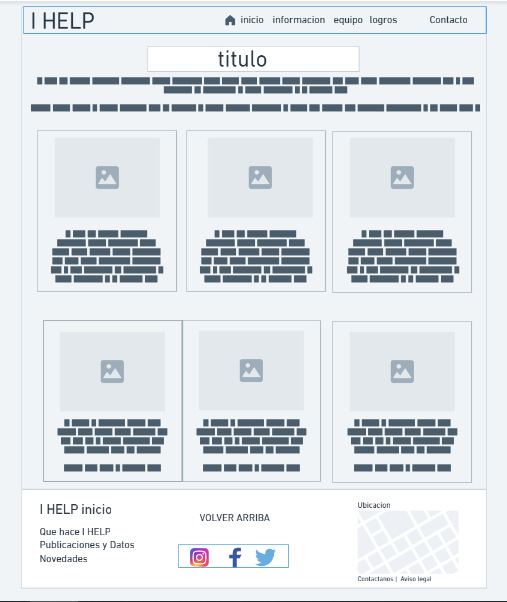 I HELP
inicio informacion equipo logros Contacto
titulo
I HELP inicio
Que hace I HELP
Publicaciones y Datos
Novedades
VOLVER ARRIBA
Ubicacion
Contactanos | Aviso legal